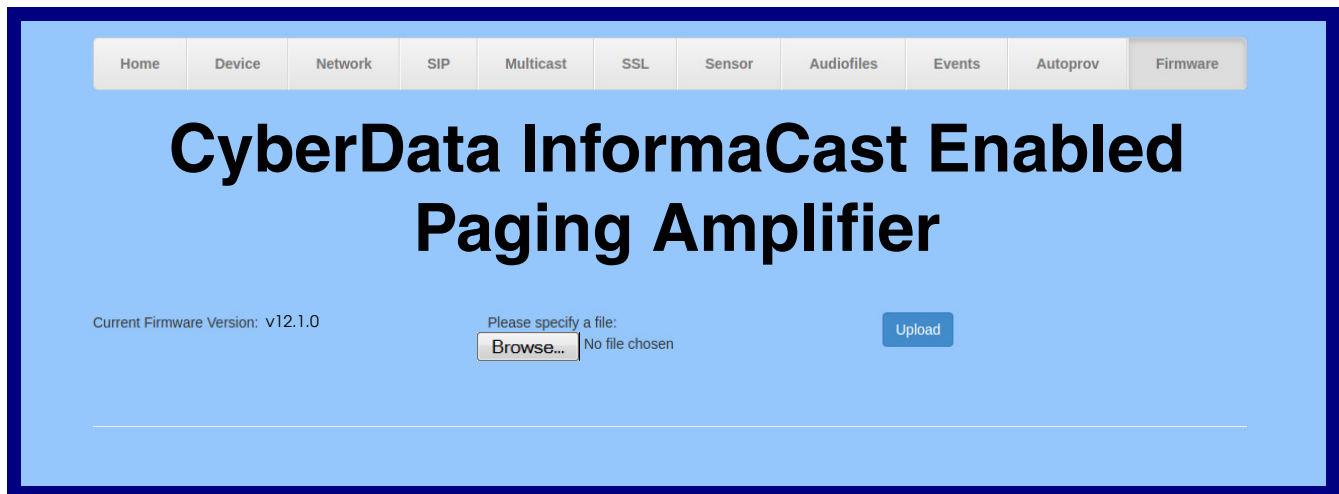 Home Device Network SIP Multicast SSL Sensor Audiofiles Events Autoprov Firmware
CyberData InformaCast Enabled
Paging Amplifier
Current Firmware Version: v12.1.0
Please specify a file:
Browse... No file chosen
Upload